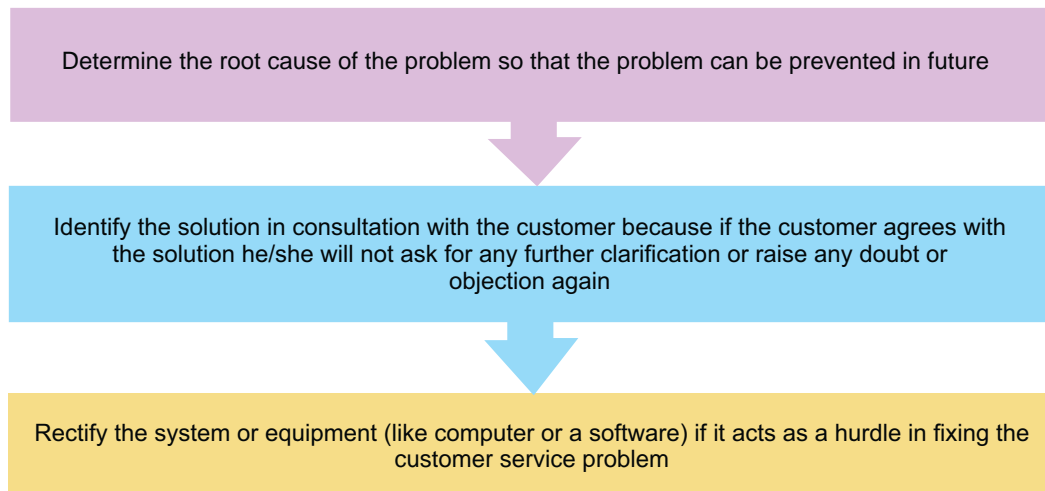 Determine the root cause of the problem so that the problem can be prevented in future
Identify the solution in consultation with the customer because if the customer agrees with
the solution he/she will not ask for any further clarification or raise any doubt or
objection again
Rectify the system or equipment (like computer or a software) if it acts as a hurdle in fixing the
customer service problem